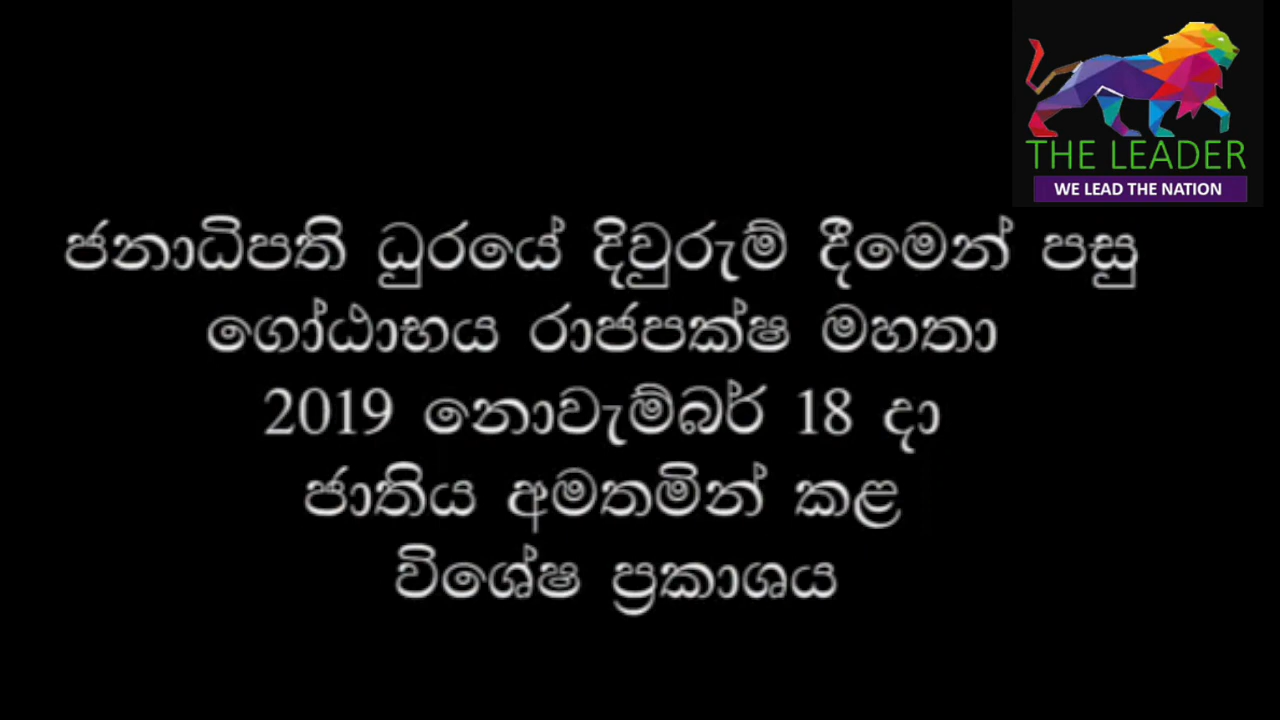 THE LEADER
WE LEAD THE NATION
ජනාධිපති ධුරයේ දිවුරුම් දීමෙන් පසු
ගෝඨාභය රාජපක්ෂ මහතා
2019 නොවැම්බර් 18 දා
ජාතිය අමතමින් කළ
විශේෂ ප්‍රකාශය